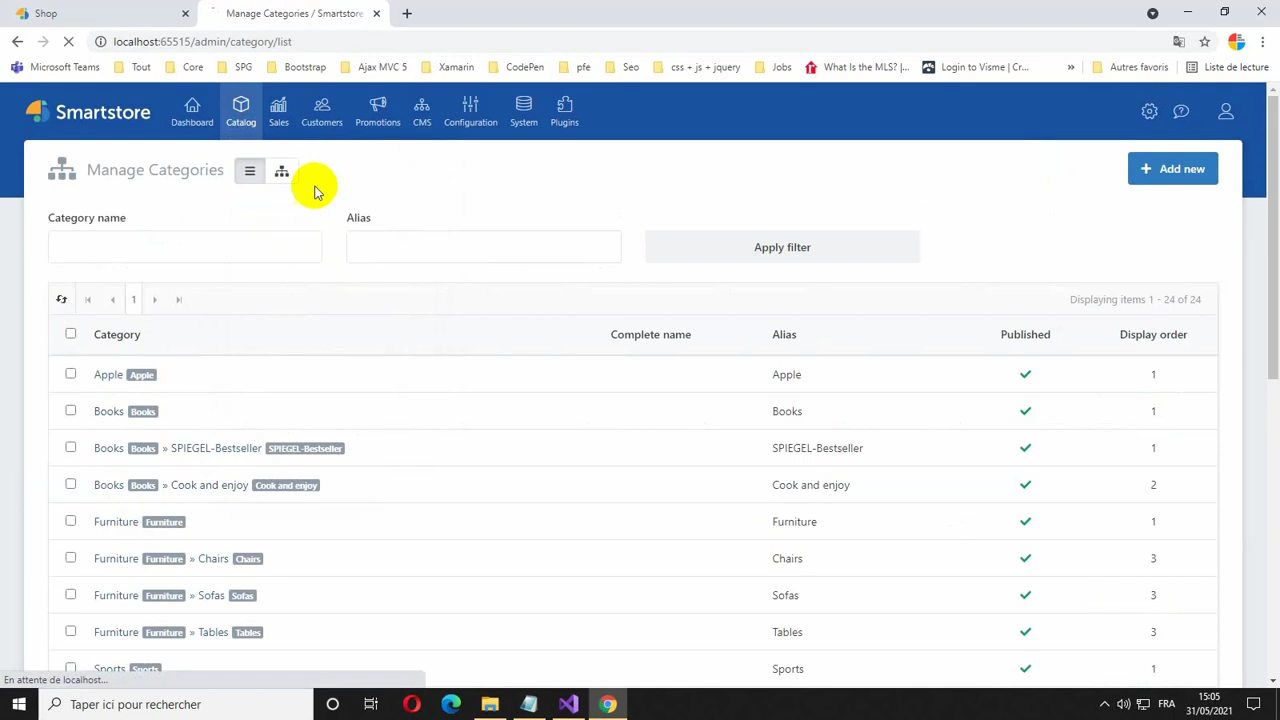 Shop
Manage Categories / Smartstore
localhost:65515/admin/category/list
Microsoft Teams Tout Core SPG Bootstrap Ajax MVC 5 Xamarin CodePen pfe Seo css + js + jquery Jobs What Is the MLS? |... Login to Visme | Cr... » Autres favoris Liste de lecture
Smartstore Dashboard Catalog Sales Customers Promotions CMS Configuration System Plugins
Manage Categories + Add new
Category name Alias
Apply filter
1 Displaying items 1 - 24 of 24
Category Complete name Alias Published Display order
Apple Apple Apple 1
Books Books Books 1
Books Books » SPIEGEL-Bestseller SPIEGEL-Bestseller SPIEGEL-Bestseller 1
Books Books » Cook and enjoy Cook and enjoy Cook and enjoy 2
Furniture Furniture Furniture 1
Furniture Furniture » Chairs Chairs Chairs 3
Furniture Furniture » Sofas Sofas Sofas 3
Furniture Furniture » Tables Tables Tables 3
Sports Sports Sports 1
En attente de localhost...
Taper ici pour rechercher FRA 15:05
31/05/2021